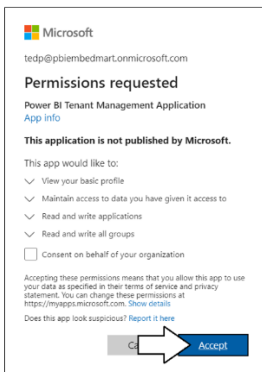 Microsoft
tedp@pbiembedmart.onmicrosoft.com
Permissions requested
Power BI Tenant Management Application
App info
This application is not published by Microsoft.
This app would like to:
View your basic profile
Maintain access to data you have given it access to
Read and write applications
Read and write all groups
Consent on behalf of your organization
Accepting these permissions means that you allow this app to use
your data as specified in their terms of service and privacy
statement. You can change these permissions at
https://myapps.microsoft.com. Show details
Does this app look suspicious? Report it here
Accept